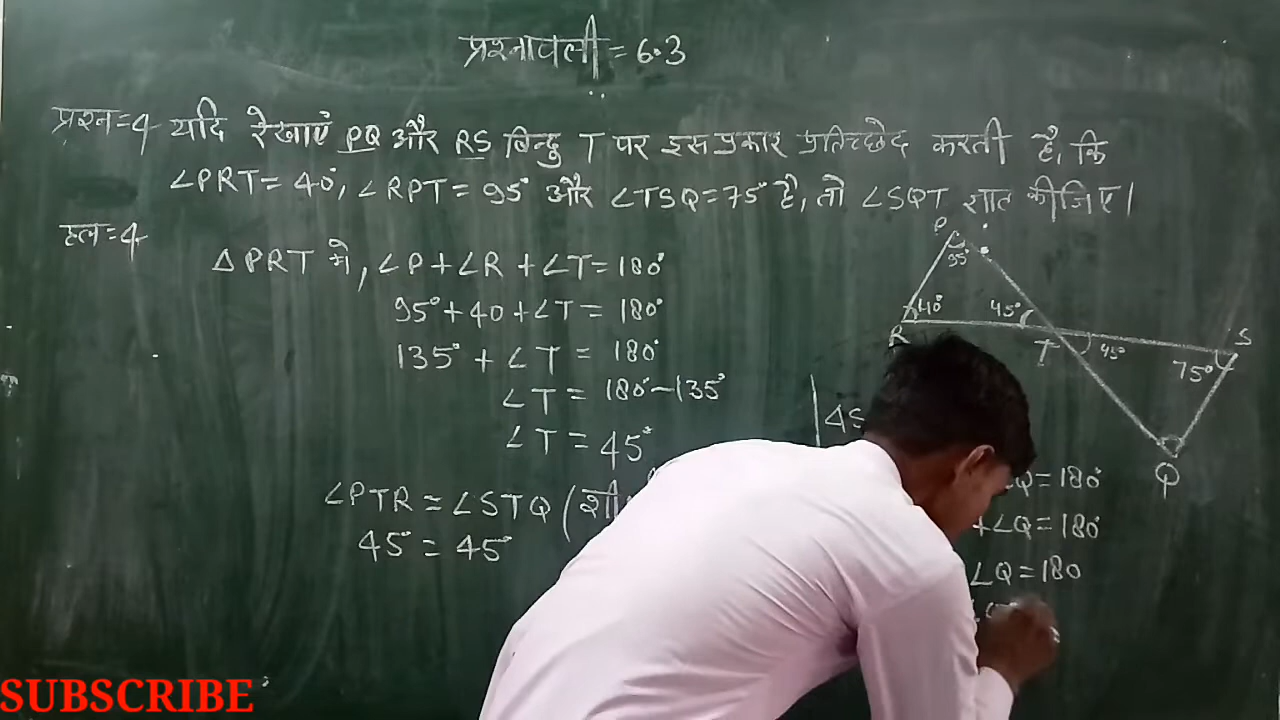 प्रश्नावली = 6.3
प्रश्न=4 यदि रेखाएं PQ और RS बिन्दु T पर इस प्रकार प्रतिच्छेद करती है, कि
∠PRT = 40°, ∠RPT = 95° और ∠TSQ = 75° है, तो ∠SQT ज्ञात कीजिए।
हल=4
△PRT मे, ∠P + ∠R + ∠T = 180°
95° + 40 + ∠T = 180°
135° + ∠T = 180°
∠T = 180° - 135°
∠T = 45°
∠PTR = ∠STQ (शी
45° = 45°
P
95°
40°
45°
R
T
45°
75°
S
Q
Q = 180°
+ ∠Q = 180°
∠Q = 180
SUBSCRIBE